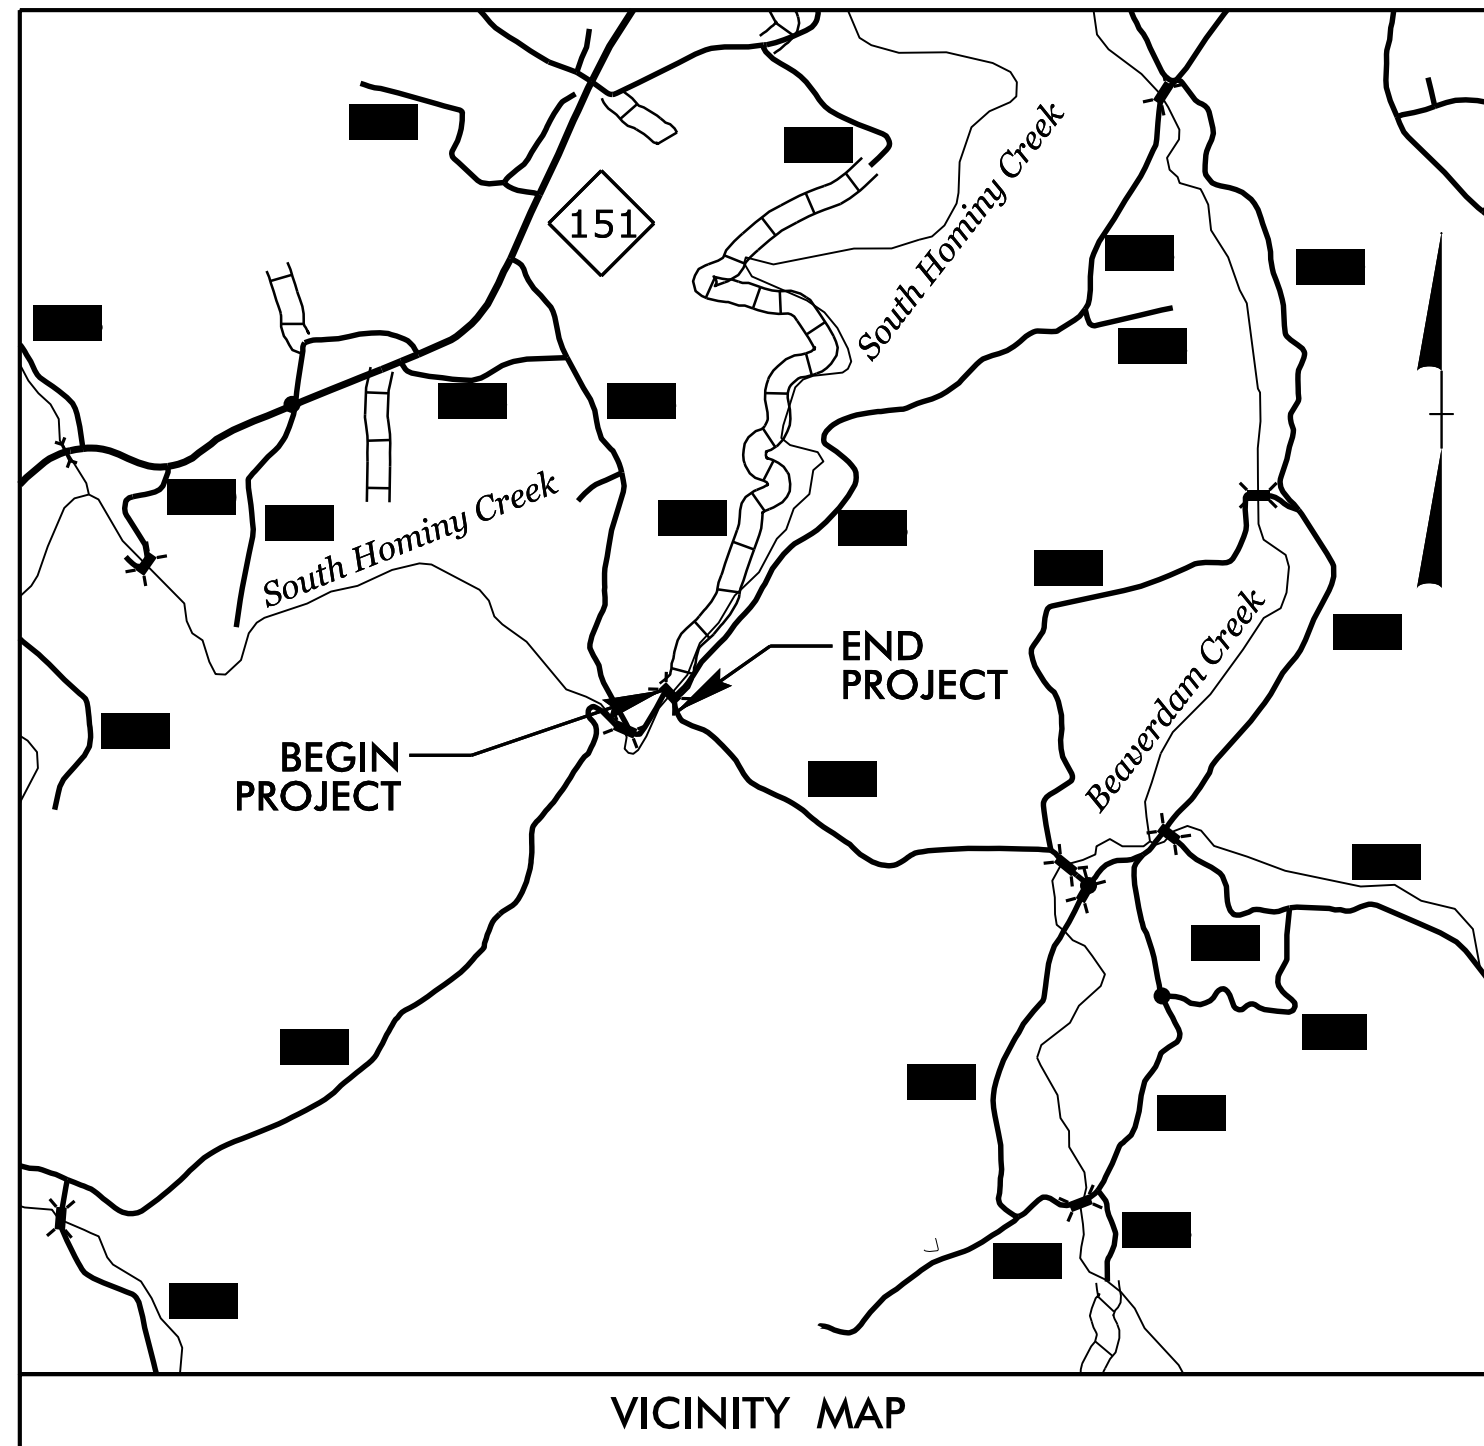 151
South Hominy Creek
South Hominy Creek
END
PROJECT
BEGIN
PROJECT
Beaverdam Creek
VICINITY MAP